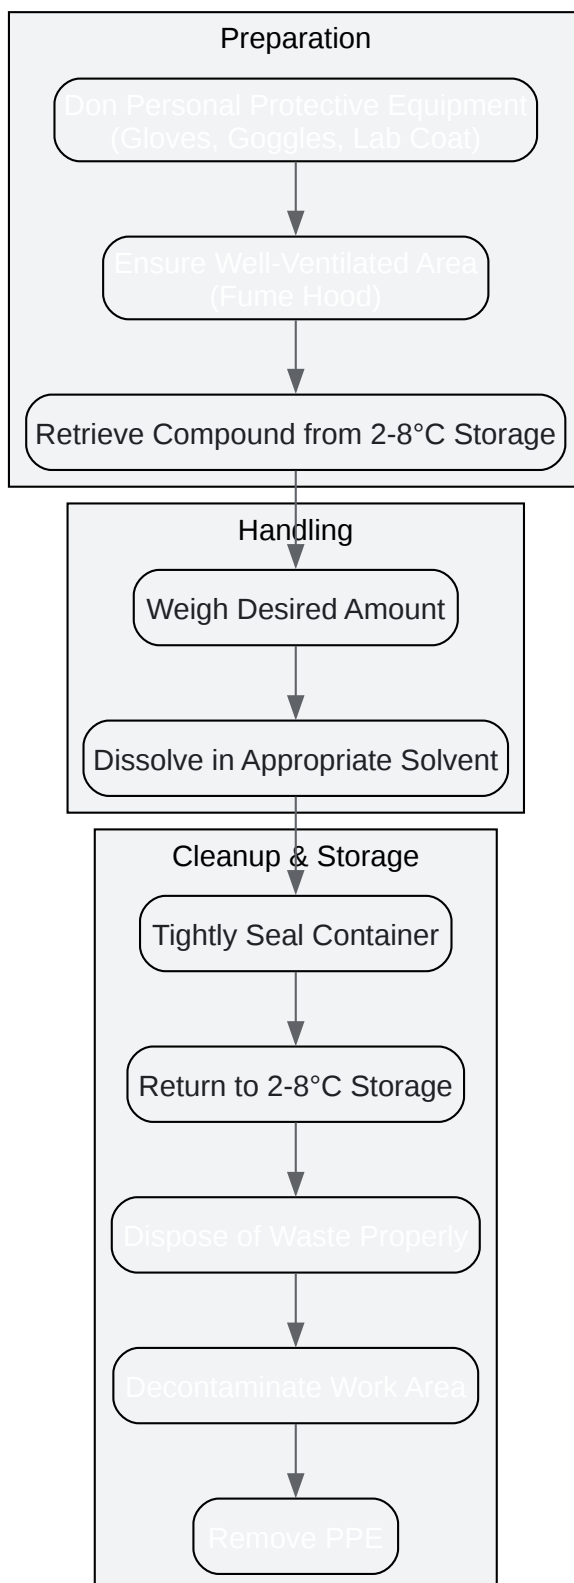 Preparation
Don Personal Protective Equipment
(Gloves, Goggles, Lab Coat)
Ensure Well-Ventilated Area
(Fume Hood)
Retrieve Compound from 2-8°C Storage
Handling
Weigh Desired Amount
Dissolve in Appropriate Solvent
Cleanup & Storage
Tightly Seal Container
Return to 2-8°C Storage
Dispose of Waste Properly
Decontaminate Work Area
Remove PPE